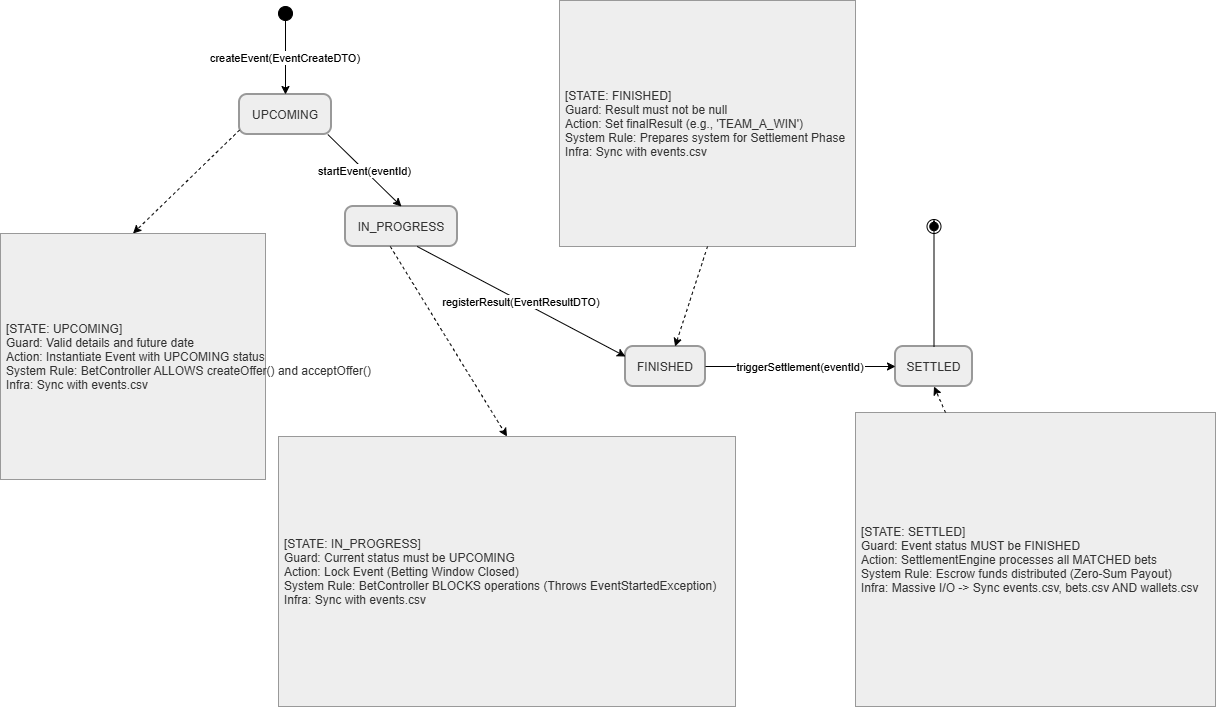 createEvent(EventCreateDTO)
UPCOMING
startEvent(eventId)
IN_PROGRESS
registerResult(EventResultDTO)
FINISHED
triggerSettlement(eventId)
SETTLED
[STATE: UPCOMING]
Guard: Valid details and future date
Action: Instantiate Event with UPCOMING status
System Rule: BetController ALLOWS createOffer() and acceptOffer()
Infra: Sync with events.csv
[STATE: IN_PROGRESS]
Guard: Current status must be UPCOMING
Action: Lock Event (Betting Window Closed)
System Rule: BetController BLOCKS operations (Throws EventStartedException)
Infra: Sync with events.csv
[STATE: FINISHED]
Guard: Result must not be null
Action: Set finalResult (e.g., 'TEAM_A_WIN')
System Rule: Prepares system for Settlement Phase
Infra: Sync with events.csv
[STATE: SETTLED]
Guard: Event status MUST be FINISHED
Action: SettlementEngine processes all MATCHED bets
System Rule: Escrow funds distributed (Zero-Sum Payout)
Infra: Massive I/O -> Sync events.csv, bets.csv AND wallets.csv